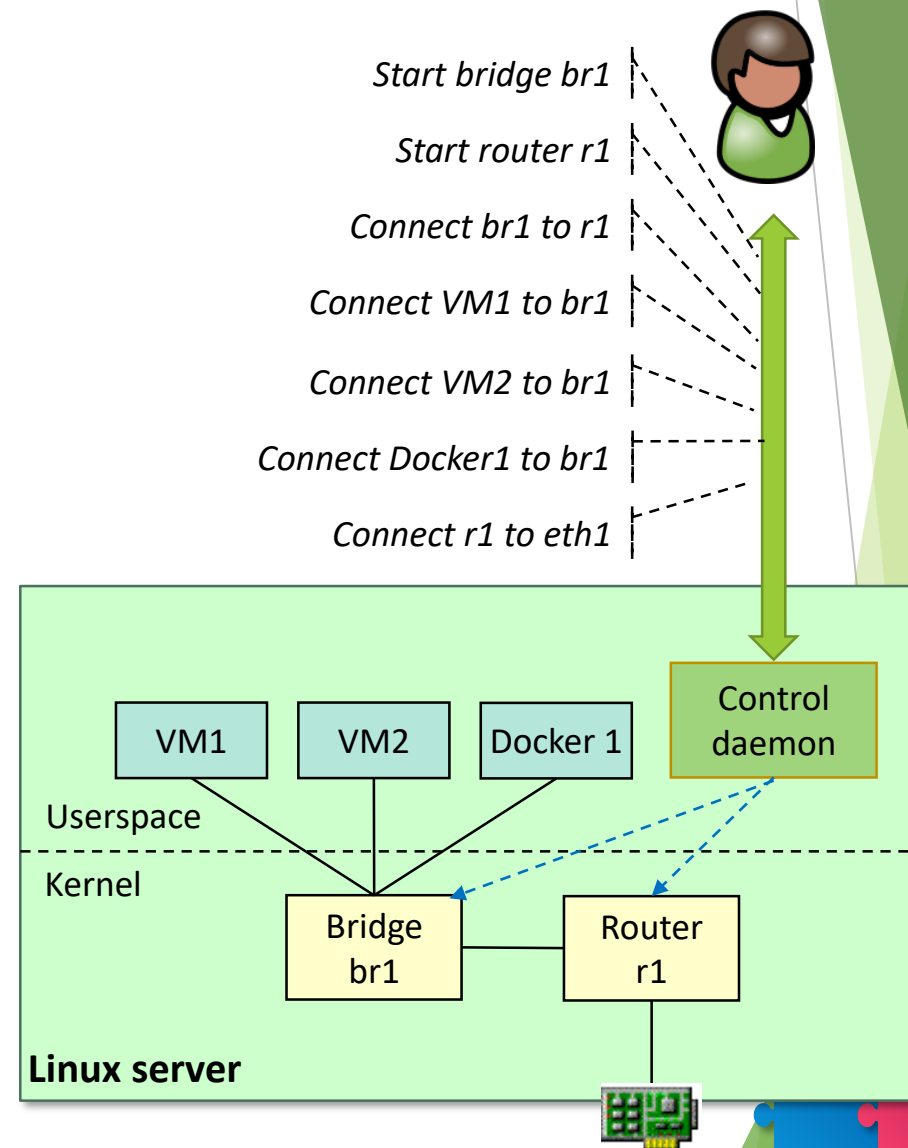 Start bridge br1
Start router r1
Connect br1 to r1
Connect VM1 to br1
Connect VM2 to br1
Connect Docker1 to br1
Connect r1 to eth1
Control
daemon
VM1
VM2
Docker 1
Userspace
Kernel
Bridge
br1
Router
r1
Linux server